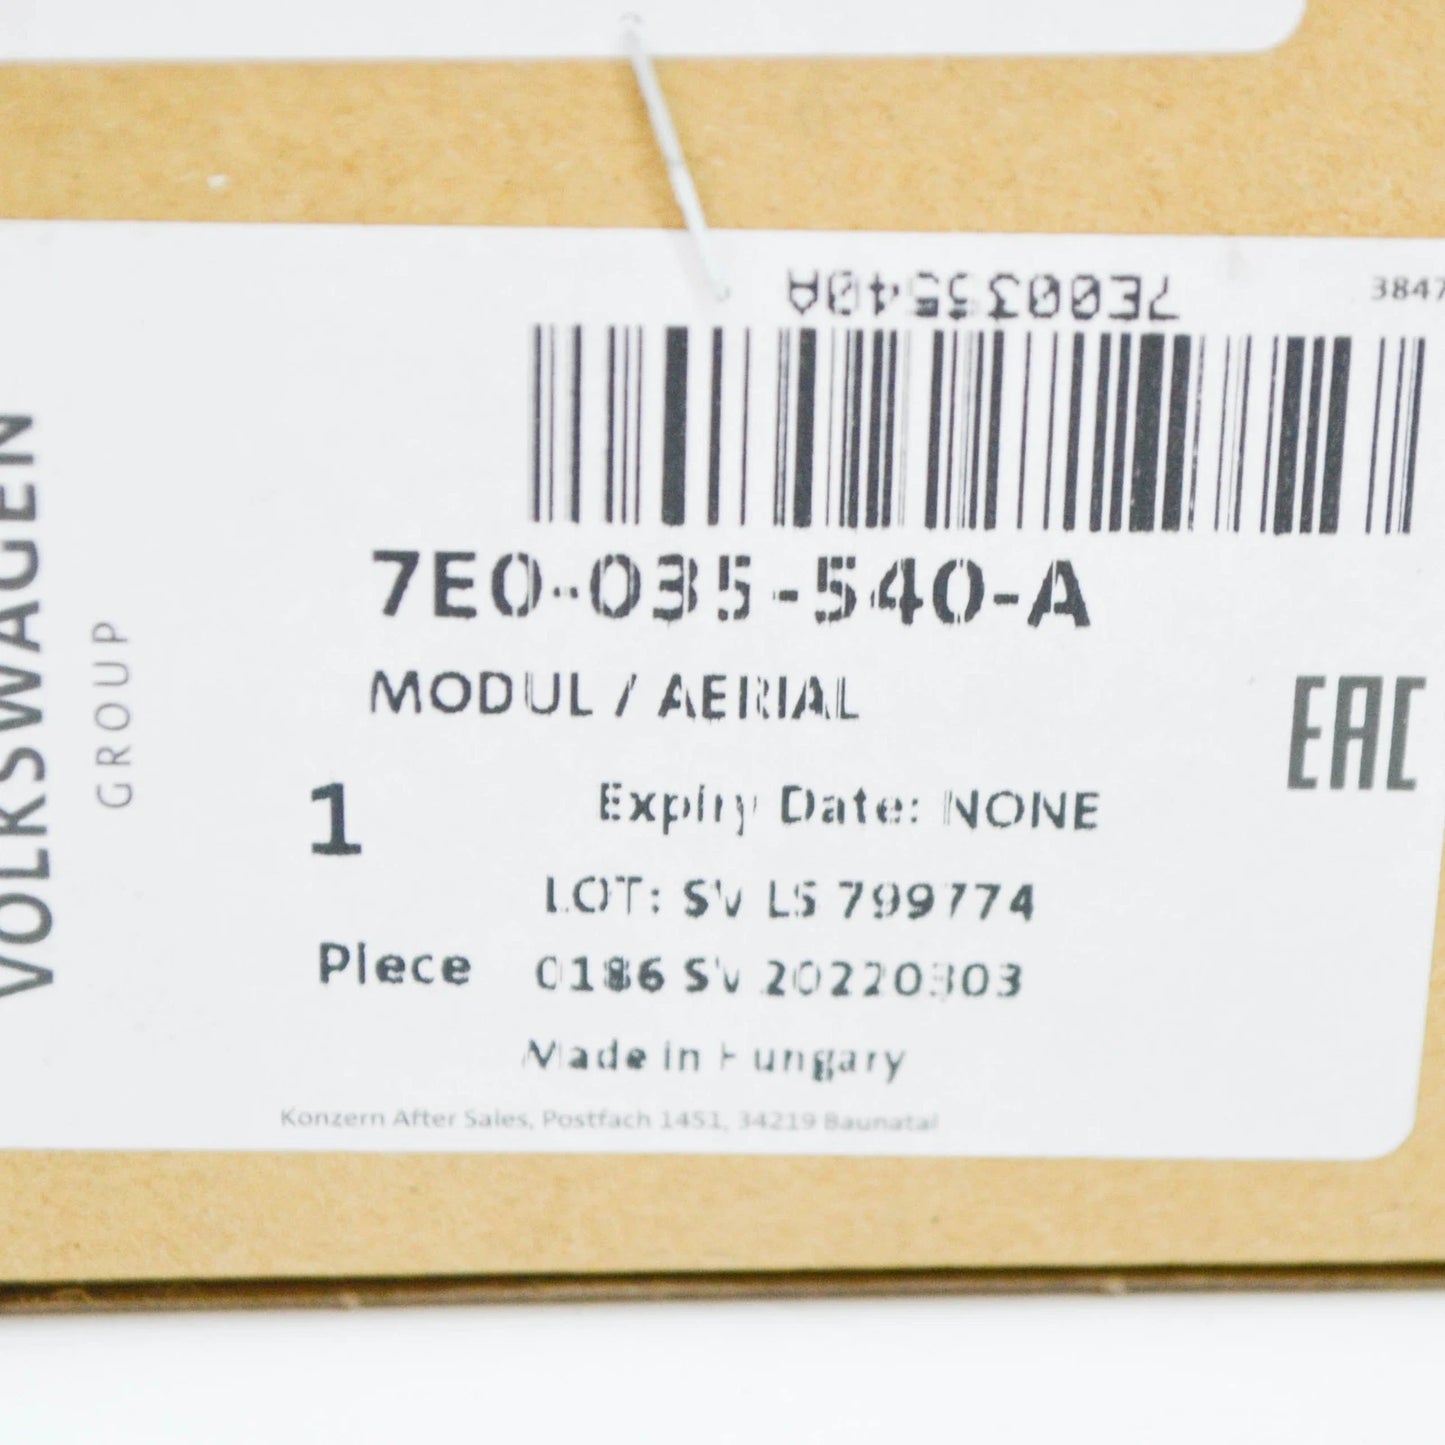 VOLKSWAGEN
GROUP
7E0035540A
3847
7E0-035-540-A
MODUL / AERIAL
EAC
1
Expiry Date: NONE
LOT: SV LS 799774
Piece
0186 SV 20220303
Made in Hungary
Konzern After Sales, Postfach 1451, 34219 Baunatal